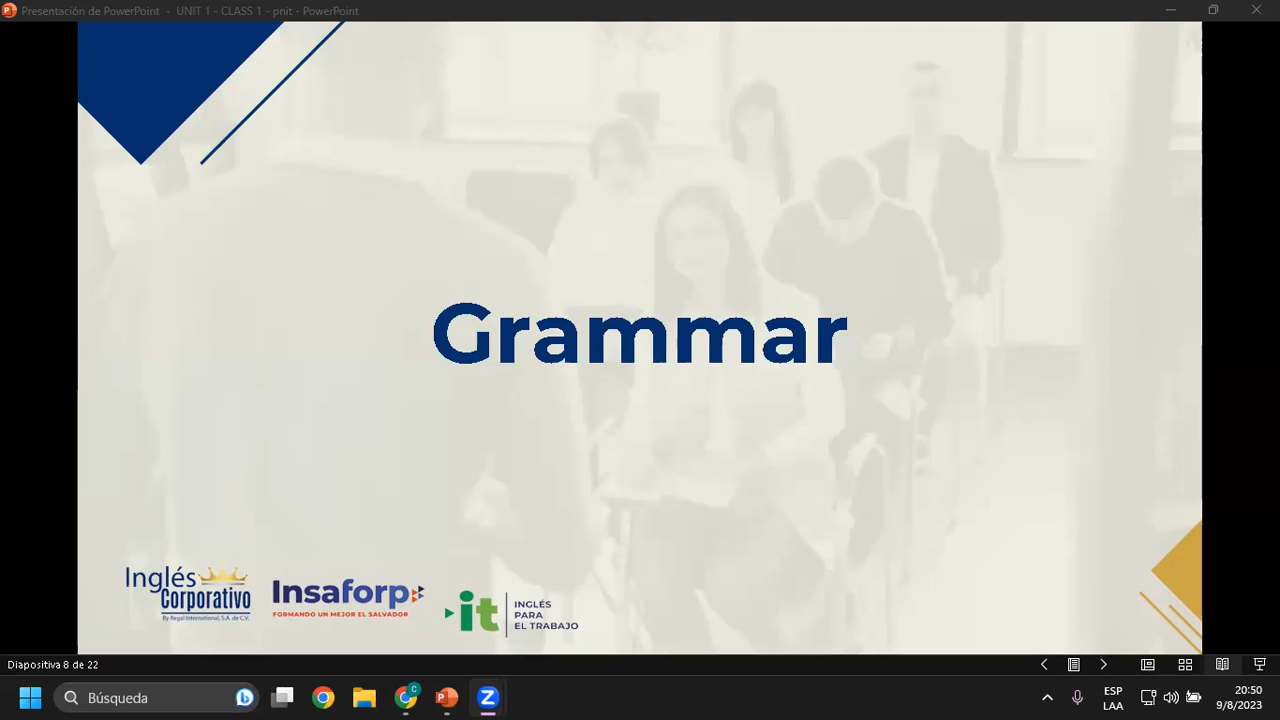 Presentación de PowerPoint - UNIT 1 - CLASS 1 - pnit - PowerPoint
Grammar
Inglés
Corporativo
By Regal International, S.A. de C.V.
Insaforp
FORMANDO UN MEJOR EL SALVADOR
it
INGLÉS
PARA
EL TRABAJO
Diapositiva 8 de 22
Búsqueda
C
ESP
LAA
20:50
9/8/2023